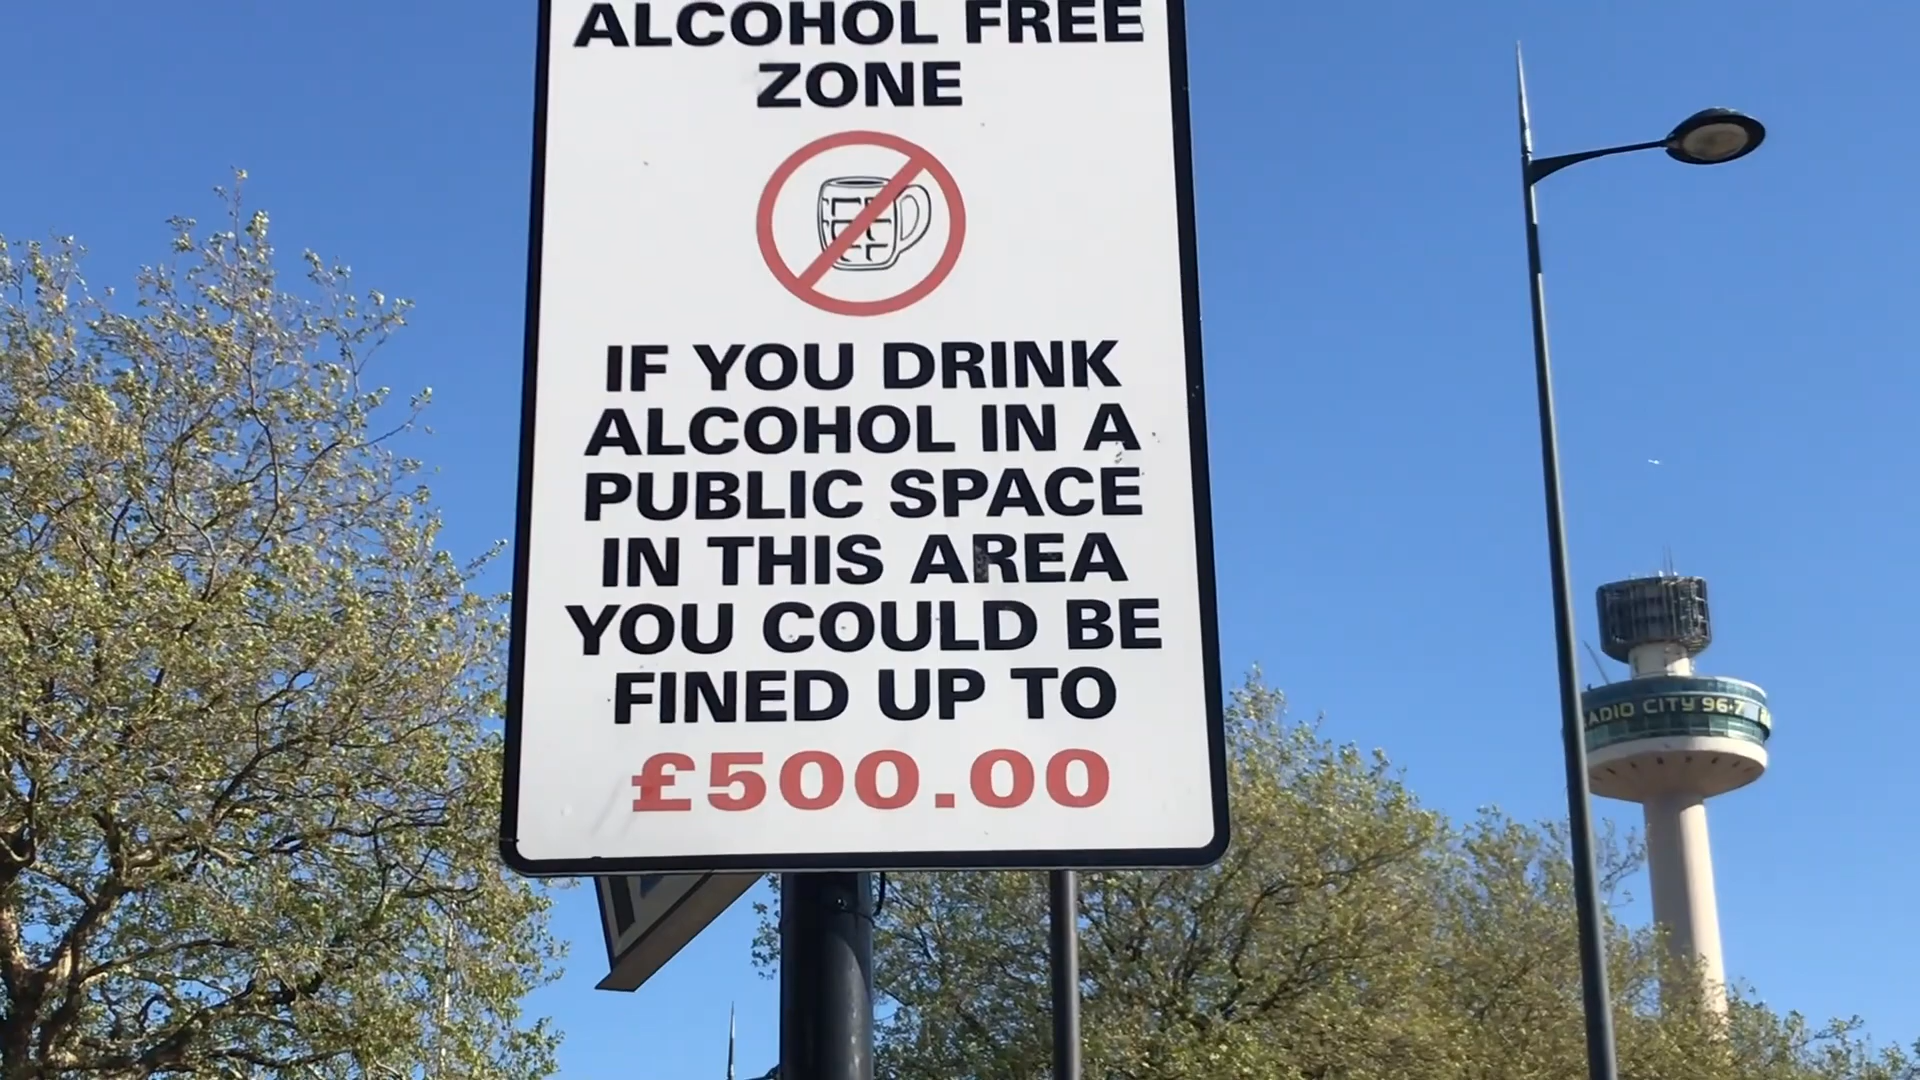 ALCOHOL FREE
ZONE
IF YOU DRINK
ALCOHOL IN A
PUBLIC SPACE
IN THIS AREA
YOU COULD BE
FINED UP TO
£500.00
RADIO CITY 96.7